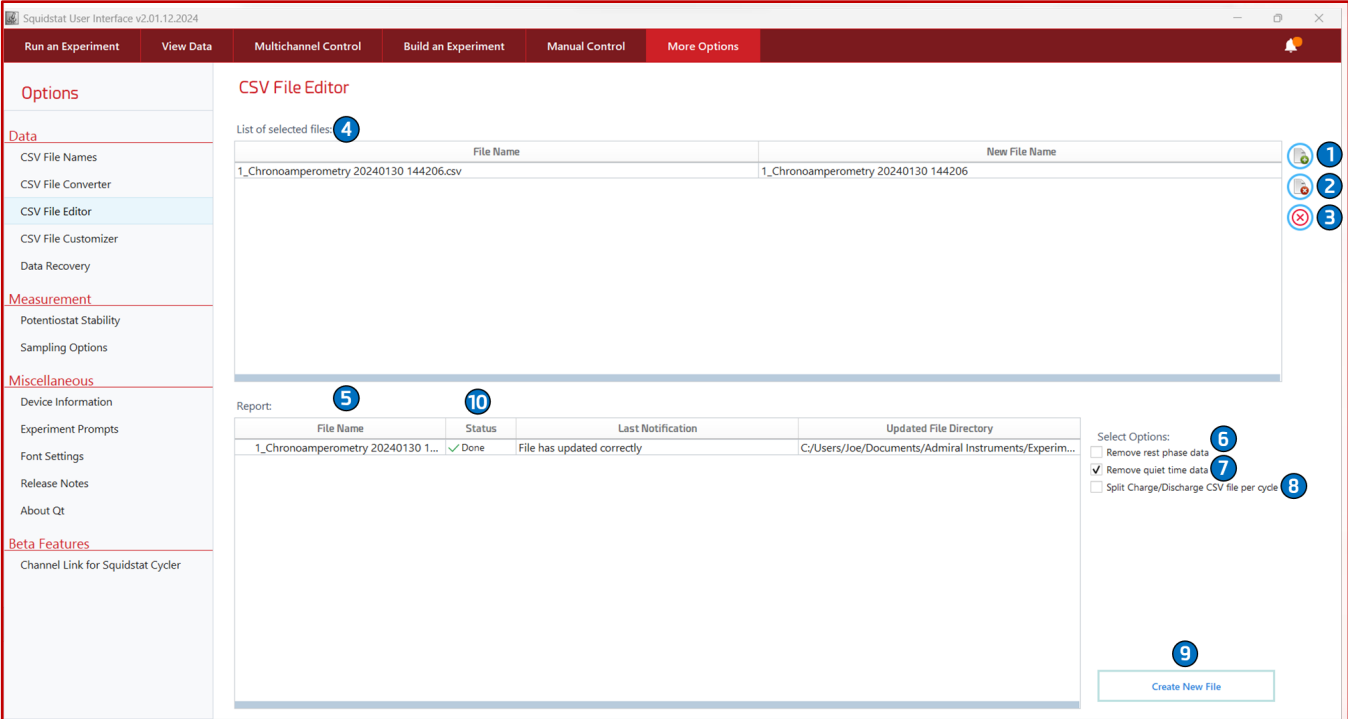 Squidstat User Interface v2.01.12.2024
Run an Experiment View Data Multichannel Control Build an Experiment Manual Control More Options
Options
Data
CSV File Names
CSV File Converter
CSV File Editor
CSV File Customizer
Data Recovery
Measurement
Potentiostat Stability
Sampling Options
Miscellaneous
Device Information
Experiment Prompts
Font Settings
Release Notes
About Qt
Beta Features
Channel Link for Squidstat Cycler
CSV File Editor
List of selected files: 4
File Name New File Name
1_Chronoamperometry 20240130 144206.csv 1_Chronoamperometry 20240130 144206
1
2
3
5 10
Report:
File Name Status Last Notification Updated File Directory
1_Chronoamperometry 20240130 1... Done File has updated correctly C:/Users/Joe/Documents/Admiral Instruments/Experim...
Select Options: 6
Remove rest phase data
Remove quiet time data 7
Split Charge/Discharge CSV file per cycle 8
9
Create New File